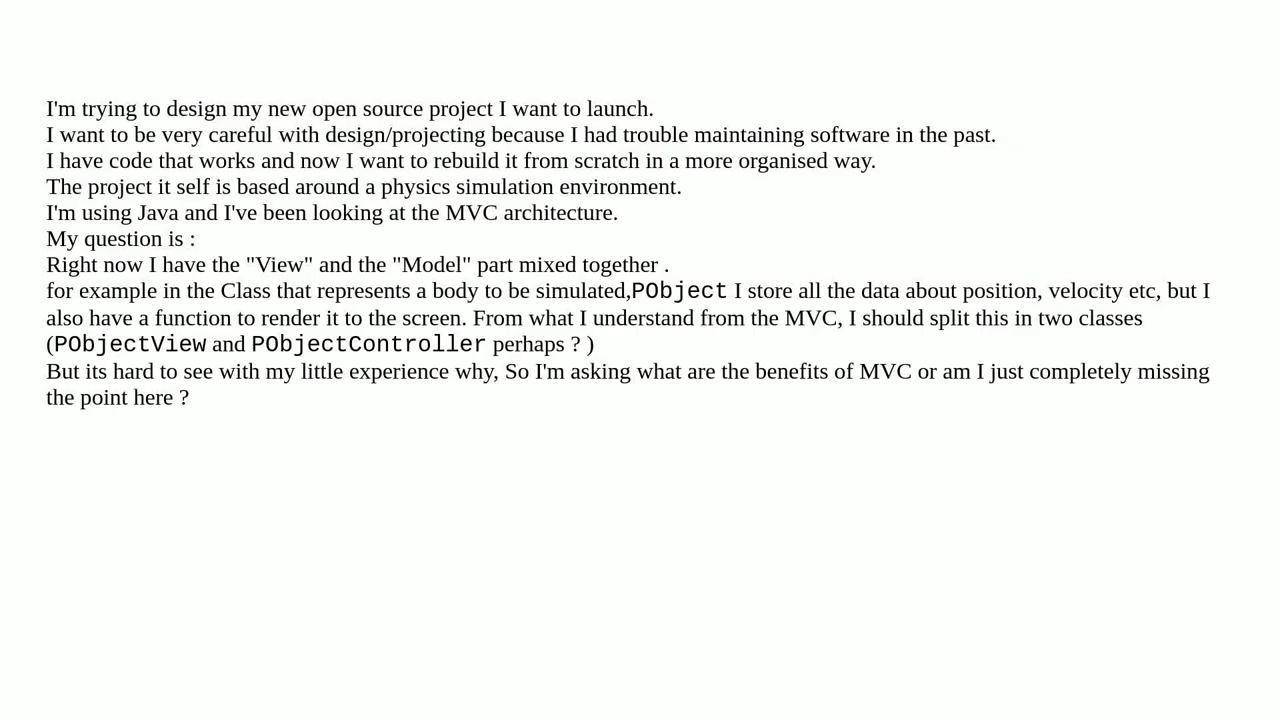 I'm trying to design my new open source project I want to launch.
I want to be very careful with design/projecting because I had trouble maintaining software in the past.
I have code that works and now I want to rebuild it from scratch in a more organised way.
The project it self is based around a physics simulation environment.
I'm using Java and I've been looking at the MVC architecture.
My question is :
Right now I have the "View" and the "Model" part mixed together .
for example in the Class that represents a body to be simulated,PObject I store all the data about position, velocity etc, but I
also have a function to render it to the screen. From what I understand from the MVC, I should split this in two classes
(PObjectView and PObjectController perhaps ? )
But its hard to see with my little experience why, So I'm asking what are the benefits of MVC or am I just completely missing
the point here ?